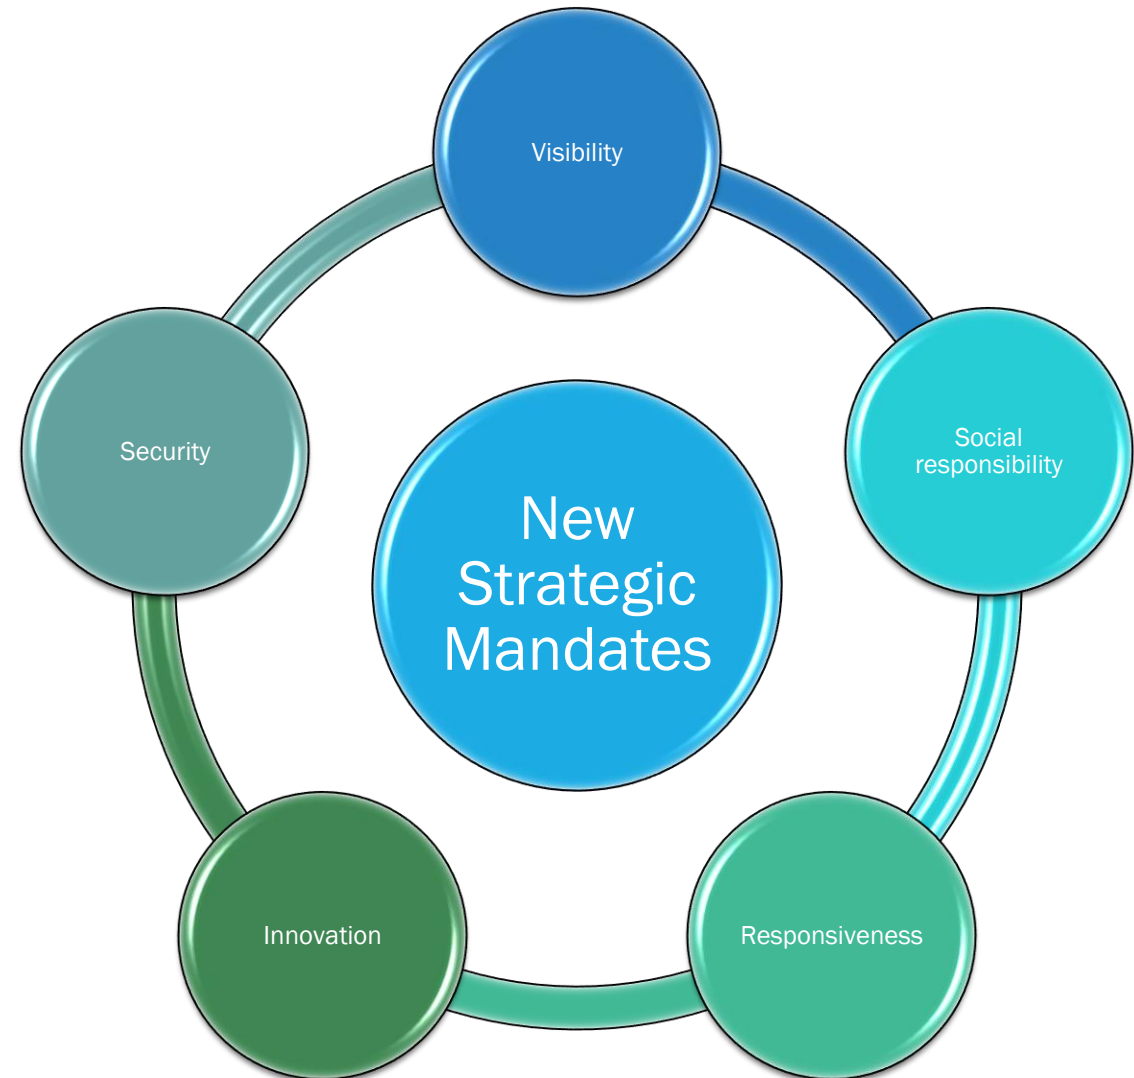 Visibility
Social
responsibility
New
Strategic
Mandates
Security
Responsiveness
Innovation